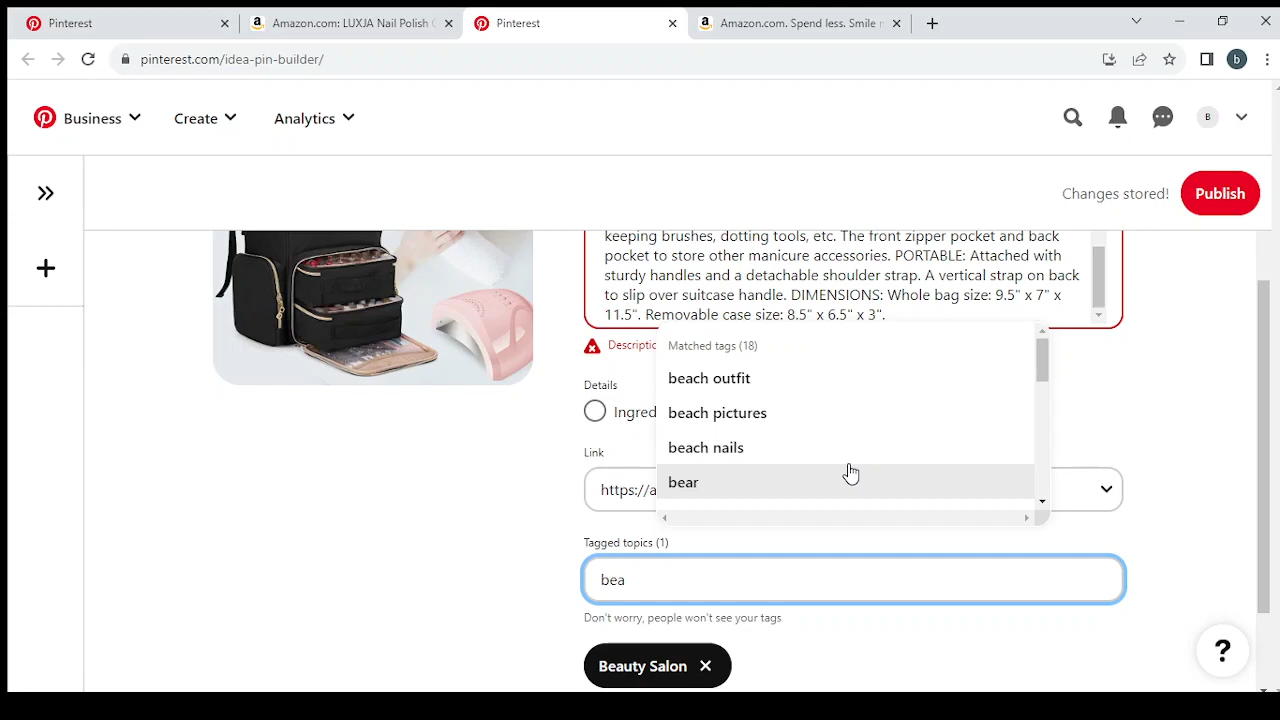 Pinterest
Amazon.com: LUXJA Nail Polish
Pinterest
Amazon.com. Spend less. Smile
pinterest.com/idea-pin-builder/
b
Business
Create
Analytics
B
Changes stored!
Publish
keeping brushes, dotting tools, etc. The front zipper pocket and back
pocket to store other manicure accessories. PORTABLE: Attached with
sturdy handles and a detachable shoulder strap. A vertical strap on back
to slip over suitcase handle. DIMENSIONS: Whole bag size: 9.5" x 7" x
11.5". Removable case size: 8.5" x 6.5" x 3".
Descriptio
Matched tags (18)
beach outfit
beach pictures
beach nails
bear
Details
Ingred
Link
https://a
Tagged topics (1)
bea
Don't worry, people won't see your tags
Beauty Salon
?